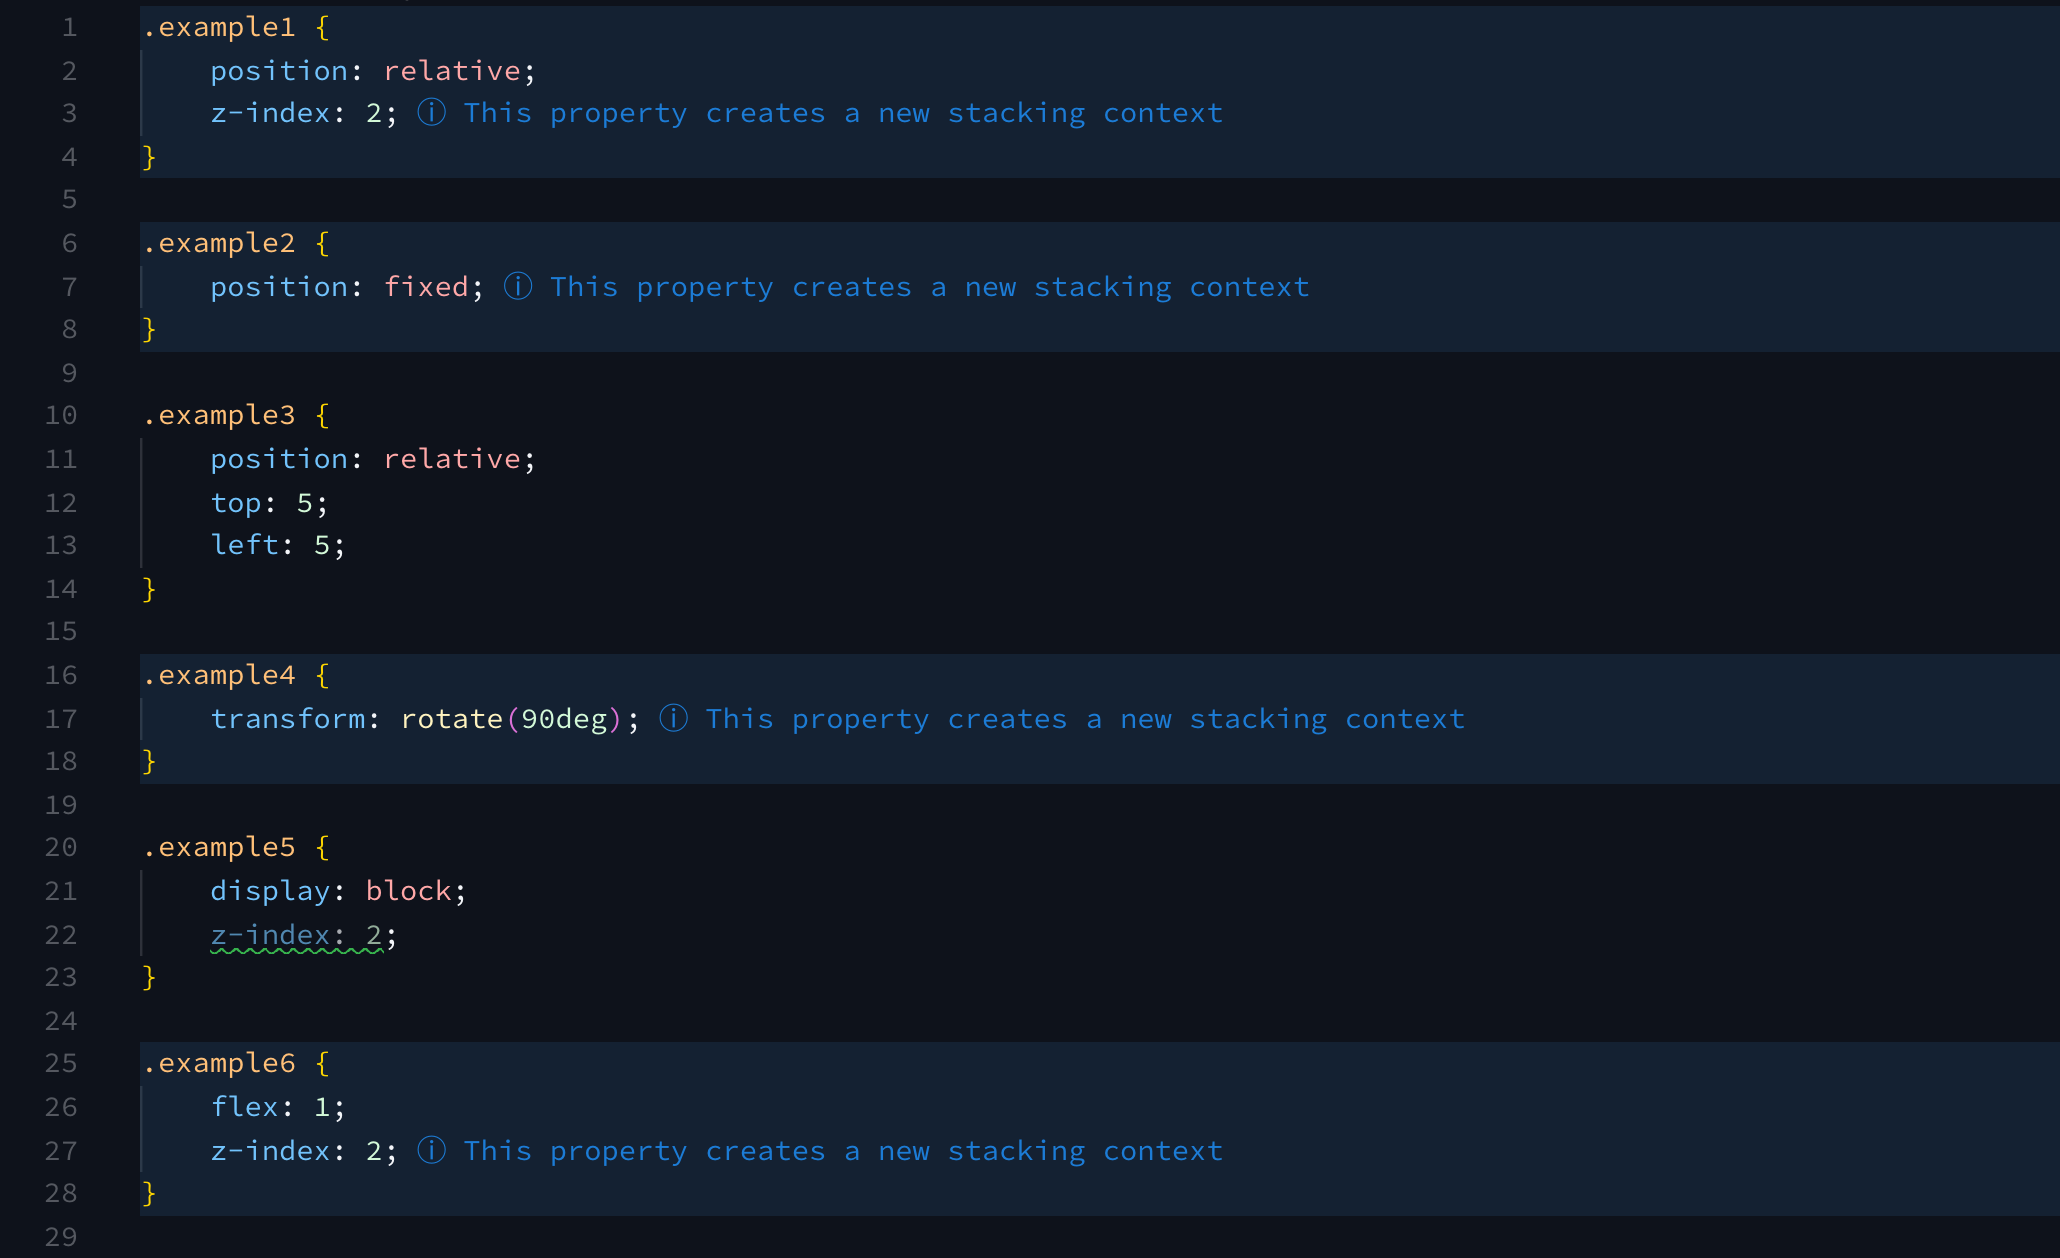 1 .example1 {
2 position: relative;
3 z-index: 2; ⓘ This property creates a new stacking context
4 }
5
6 .example2 {
7 position: fixed; ⓘ This property creates a new stacking context
8 }
9
10 .example3 {
11 position: relative;
12 top: 5;
13 left: 5;
14 }
15
16 .example4 {
17 transform: rotate(90deg); ⓘ This property creates a new stacking context
18 }
19
20 .example5 {
21 display: block;
22 z-index: 2;
23 }
24
25 .example6 {
26 flex: 1;
27 z-index: 2; ⓘ This property creates a new stacking context
28 }
29